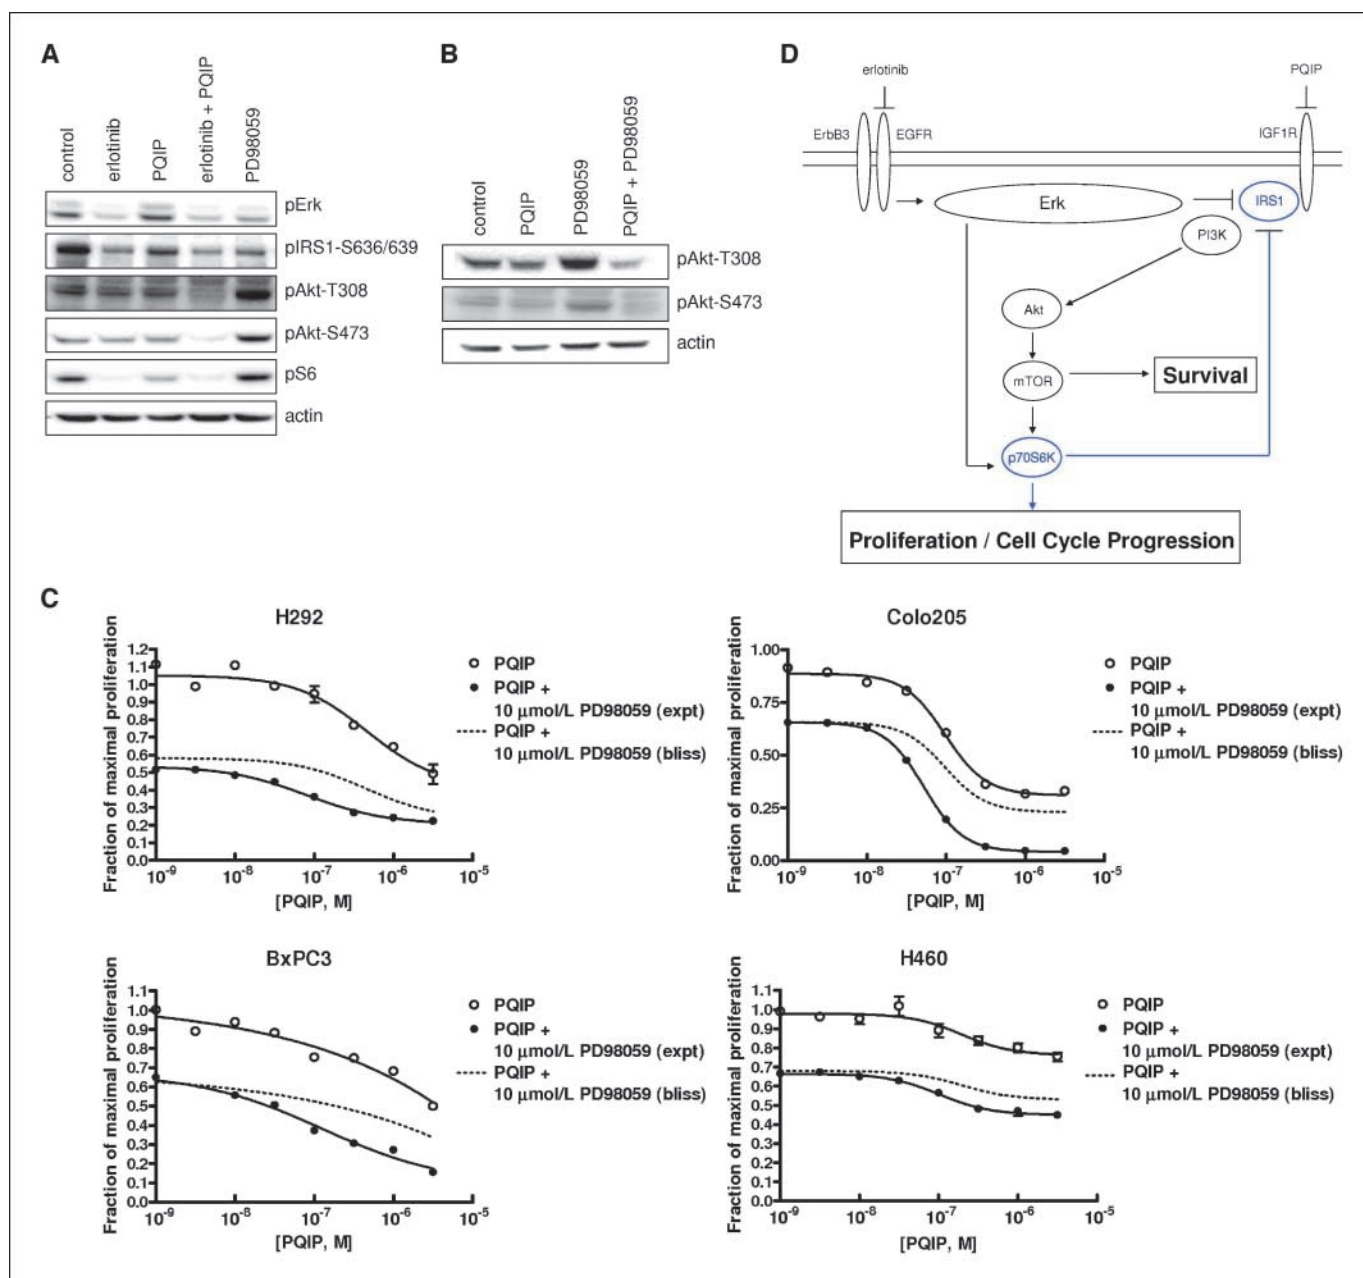 A
control
erlotinib
PQIP
erlotinib + PQIP
PD98059
pErk
pIRS1-S636/639
pAkt-T308
pAkt-S473
pS6
actin
B
control
PQIP
PD98059
PQIP + PD98059
pAkt-T308
pAkt-S473
actin
D
erlotinib
PQIP
ErbB3
EGFR
IGF1R
Erk
IRS1
PI3K
Akt
mTOR
Survival
p70S6K
Proliferation / Cell Cycle Progression
C
H292
Fraction of maximal proliferation
1.2
1.1
1.0
0.9
0.8
0.7
0.6
0.5
0.4
0.3
0.2
0.1
0.0
10-9
10-8
10-7
10-6
10-5
[PQIP, M]
PQIP
PQIP +
10 μmol/L PD98059 (expt)
PQIP +
10 μmol/L PD98059 (bliss)
Colo205
Fraction of maximal proliferation
1.00
0.75
0.50
0.25
0.00
10-9
10-8
10-7
10-6
10-5
[PQIP, M]
PQIP
PQIP +
10 μmol/L PD98059 (expt)
PQIP +
10 μmol/L PD98059 (bliss)
BxPC3
Fraction of maximal proliferation
1.1
1.0
0.9
0.8
0.7
0.6
0.5
0.4
0.3
0.2
0.1
0.0
10-9
10-8
10-7
10-6
10-5
[PQIP, M]
PQIP
PQIP +
10 μmol/L PD98059 (expt)
PQIP +
10 μmol/L PD98059 (bliss)
H460
Fraction of maximal proliferation
1.1
1.0
0.9
0.8
0.7
0.6
0.5
0.4
0.3
0.2
0.1
0.0
10-9
10-8
10-7
10-6
10-5
[PQIP, M]
PQIP
PQIP +
10 μmol/L PD98059 (expt)
PQIP +
10 μmol/L PD98059 (bliss)